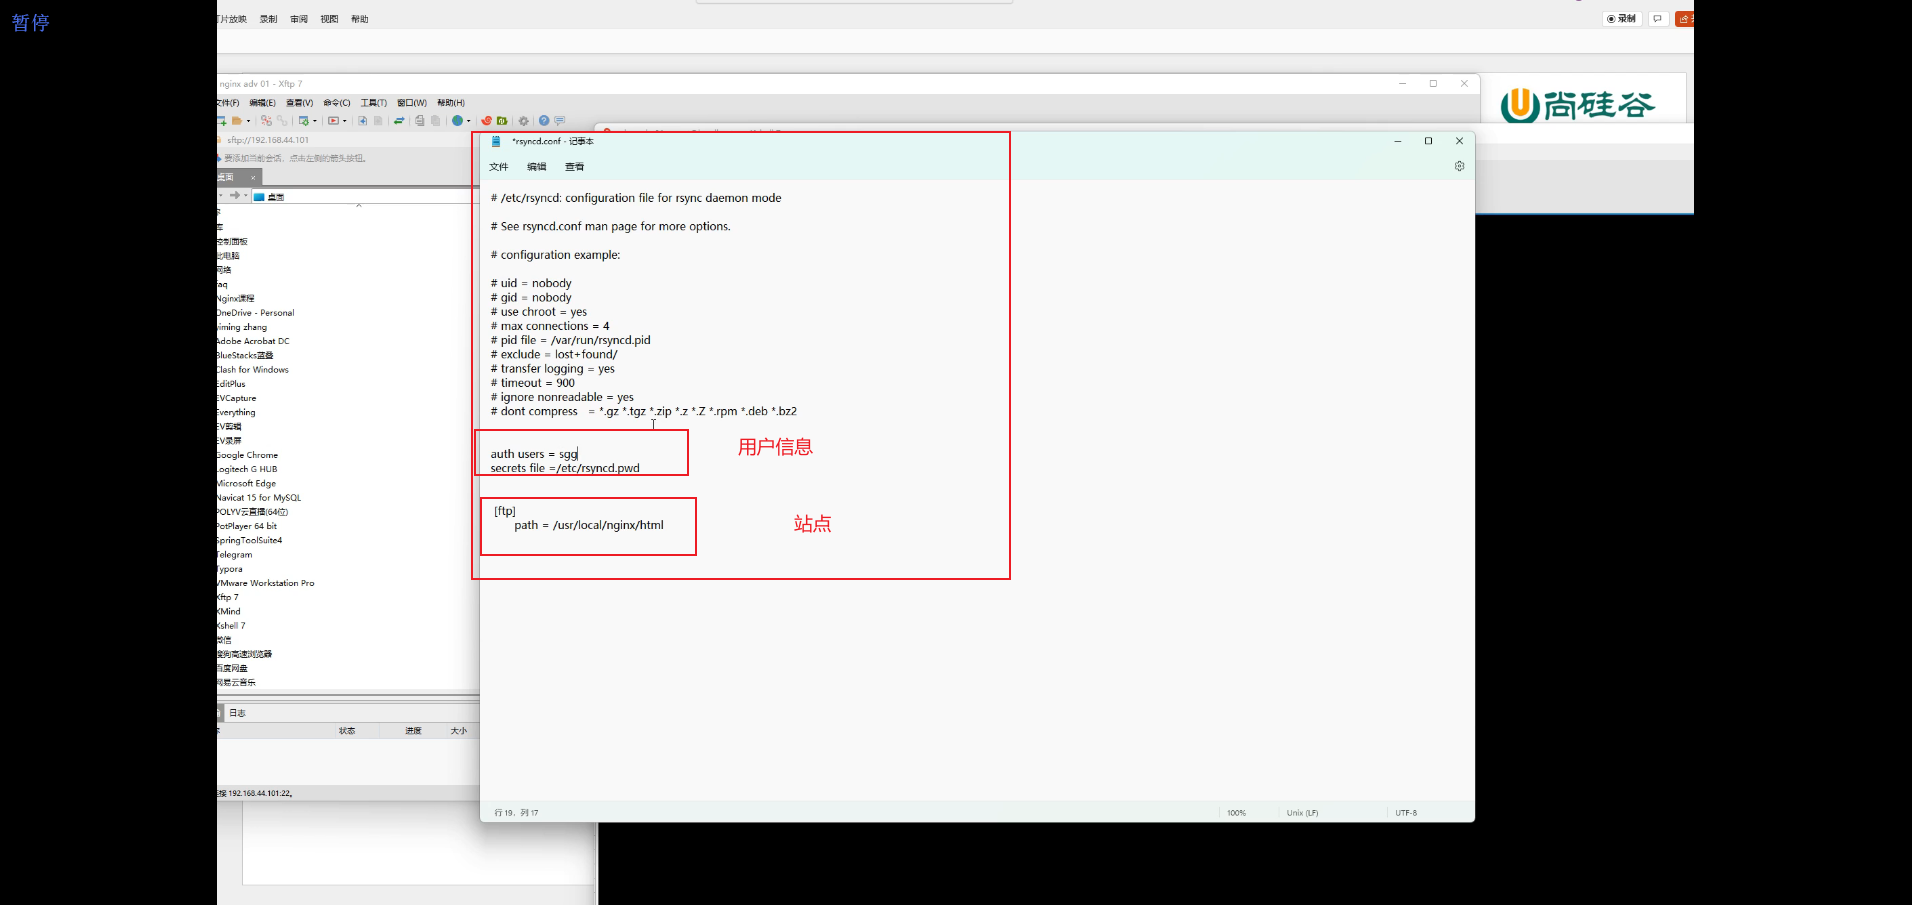 暂停
灯片放映 录制 审阅 视图 帮助
录制
nginx adv 01 - Xftp 7
文件(F) 编辑(E) 查看(V) 命令(C) 工具(T) 窗口(W) 帮助(H)
sftp://192.168.44.101
要添加当前会话，点击左侧的箭头按钮。
桌面
桌面
尚硅谷
库
控制面板
此电脑
网络
Nginx课程
OneDrive - Personal
yiming zhang
Adobe Acrobat DC
BlueStacks蓝叠
Clash for Windows
EditPlus
EVCapture
Everything
EV剪辑
EV录屏
Google Chrome
Logitech G HUB
Microsoft Edge
Navicat 15 for MySQL
POLYV云直播(64位)
PotPlayer 64 bit
SpringToolSuite4
Telegram
Typora
VMware Workstation Pro
Xftp 7
XMind
Xshell 7
微信
搜狗高速浏览器
百度网盘
网易云音乐
日志
状态 进度 大小
192.168.44.101:22。
*rsyncd.conf - 记事本
文件 编辑 查看
# /etc/rsyncd: configuration file for rsync daemon mode
# See rsyncd.conf man page for more options.
# configuration example:
# uid = nobody
# gid = nobody
# use chroot = yes
# max connections = 4
# pid file = /var/run/rsyncd.pid
# exclude = lost+found/
# transfer logging = yes
# timeout = 900
# ignore nonreadable = yes
# dont compress = *.gz *.tgz *.zip *.z *.Z *.rpm *.deb *.bz2
auth users = sgg
secrets file =/etc/rsyncd.pwd
用户信息
[ftp]
path = /usr/local/nginx/html
站点
行 19，列 17
100%
Unix (LF)
UTF-8